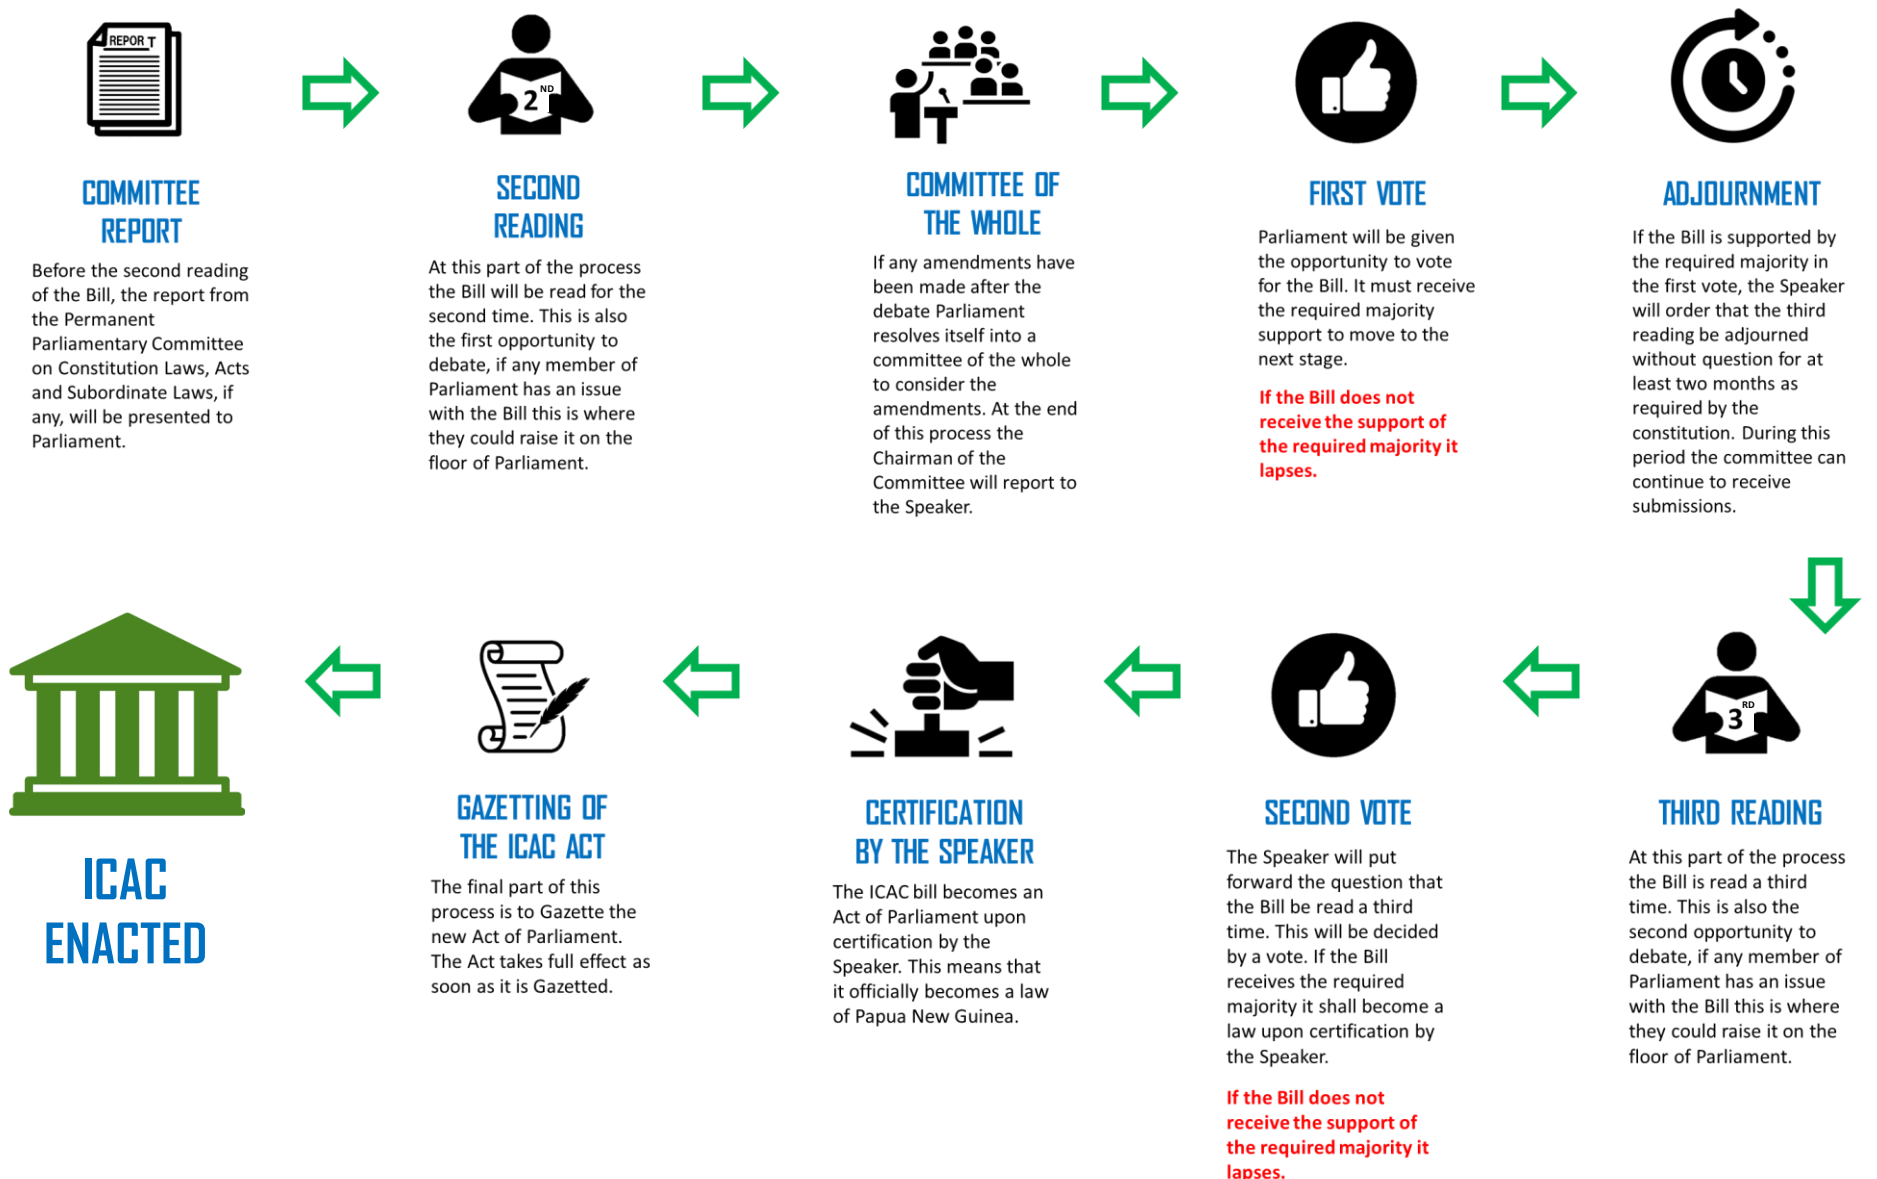 REPOR T
COMMITTEE
REPORT
Before the second reading
of the Bill, the report from
the Permanent
Parliamentary Committee
on Constitution Laws, Acts
and Subordinate Laws, if
any, will be presented to
Parliament.
2 ND
SECOND
READING
At this part of the process
the Bill will be read for the
second time. This is also
the first opportunity to
debate, if any member of
Parliament has an issue
with the Bill this is where
they could raise it on the
floor of Parliament.
COMMITTEE OF
THE WHOLE
If any amendments have
been made after the
debate Parliament
resolves itself into a
committee of the whole
to consider the
amendments. At the end
of this process the
Chairman of the
Committee will report to
the Speaker.
FIRST VOTE
Parliament will be given
the opportunity to vote
for the Bill. It must receive
the required majority
support to move to the
next stage.
If the Bill does not
receive the support of
the required majority it
lapses.
ADJOURNMENT
If the Bill is supported by
the required majority in
the first vote, the Speaker
will order that the third
reading be adjourned
without question for at
least two months as
required by the
constitution. During this
period the committee can
continue to receive
submissions.
3 RD
THIRD READING
At this part of the process
the Bill is read a third
time. This is also the
second opportunity to
debate, if any member of
Parliament has an issue
with the Bill this is where
they could raise it on the
floor of Parliament.
SECOND VOTE
The Speaker will put
forward the question that
the Bill be read a third
time. This will be decided
by a vote. If the Bill
receives the required
majority it shall become a
law upon certification by
the Speaker.
If the Bill does not
receive the support of
the required majority it
lapses.
CERTIFICATION
BY THE SPEAKER
The ICAC bill becomes an
Act of Parliament upon
certification by the
Speaker. This means that
it officially becomes a law
of Papua New Guinea.
GAZETTING OF
THE ICAC ACT
The final part of this
process is to Gazette the
new Act of Parliament.
The Act takes full effect as
soon as it is Gazetted.
ICAC
ENACTED